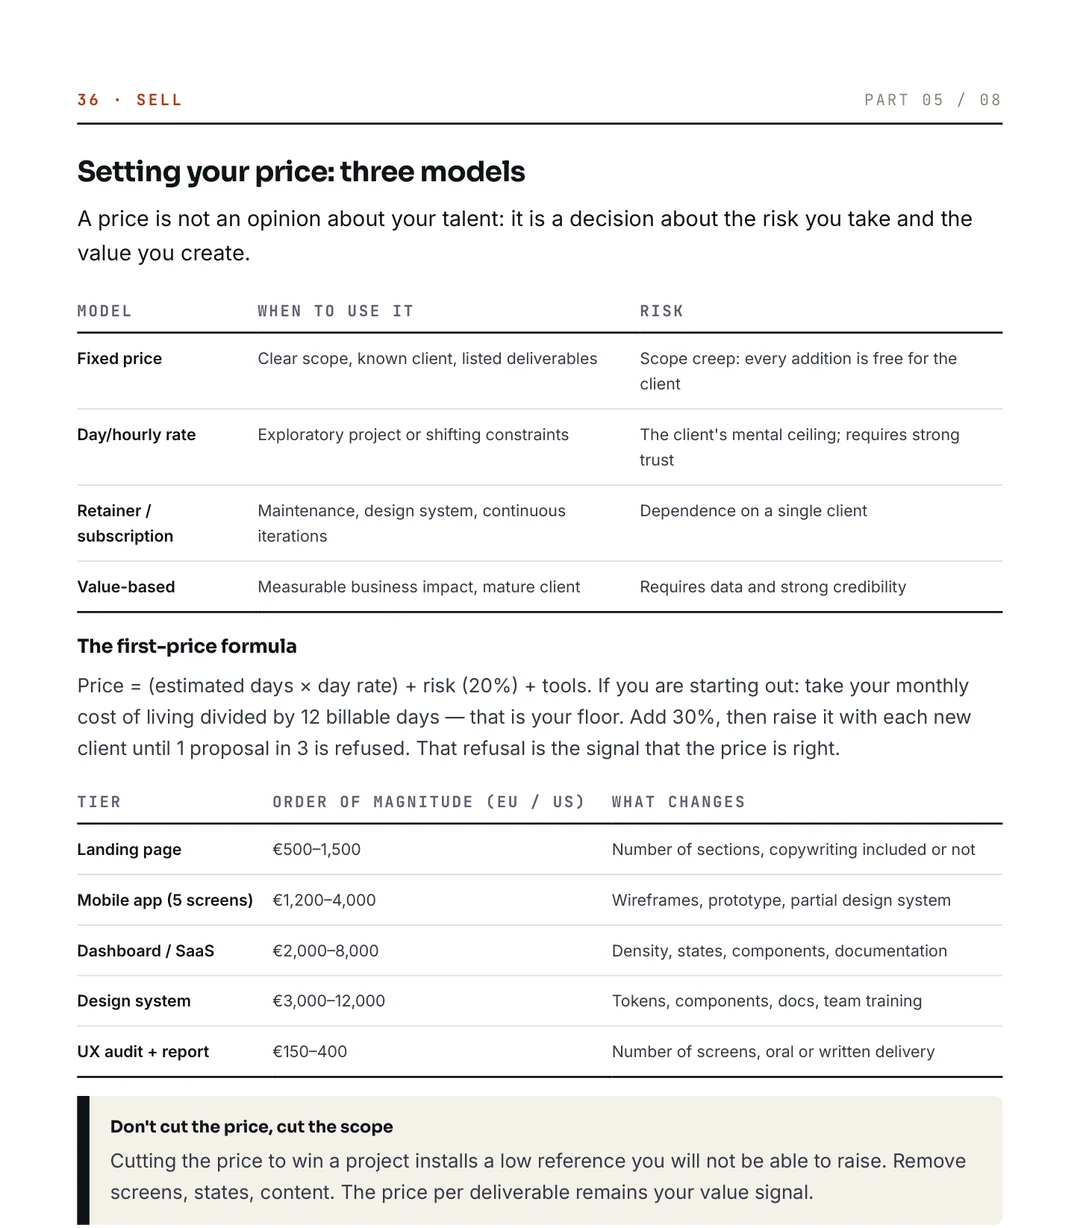 36 · SELL
PART 05 / 08
Setting your price: three models
A price is not an opinion about your talent: it is a decision about the risk you take and the
value you create.
MODEL WHEN TO USE IT RISK
Fixed price Clear scope, known client, listed deliverables Scope creep: every addition is free for the
client
Day/hourly rate Exploratory project or shifting constraints The client's mental ceiling; requires strong
trust
Retainer / Maintenance, design system, continuous Dependence on a single client
subscription iterations
Value-based Measurable business impact, mature client Requires data and strong credibility
The first-price formula
Price = (estimated days × day rate) + risk (20%) + tools. If you are starting out: take your monthly
cost of living divided by 12 billable days — that is your floor. Add 30%, then raise it with each new
client until 1 proposal in 3 is refused. That refusal is the signal that the price is right.
TIER ORDER OF MAGNITUDE (EU / US) WHAT CHANGES
Landing page €500–1,500 Number of sections, copywriting included or not
Mobile app (5 screens) €1,200–4,000 Wireframes, prototype, partial design system
Dashboard / SaaS €2,000–8,000 Density, states, components, documentation
Design system €3,000–12,000 Tokens, components, docs, team training
UX audit + report €150–400 Number of screens, oral or written delivery
Don't cut the price, cut the scope
Cutting the price to win a project installs a low reference you will not be able to raise. Remove
screens, states, content. The price per deliverable remains your value signal.